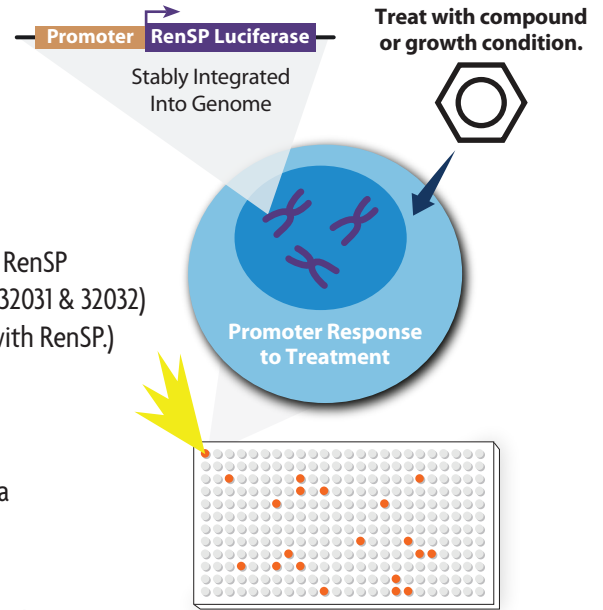 Promoter RenSP Luciferase
Stably Integrated
Into Genome
Treat with compound
or growth condition.
RenSP
32031 & 32032)
with RenSP.)
Promoter Response
to Treatment
a